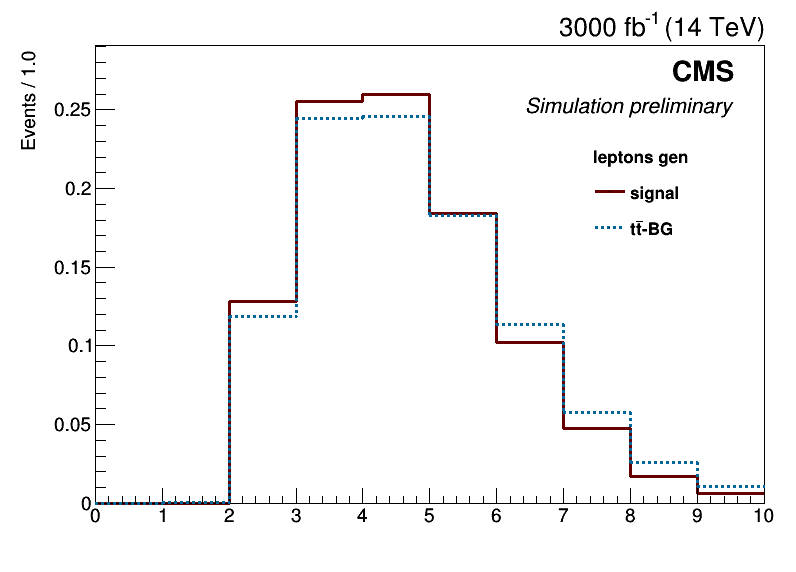 3000 fb⁻¹ (14 TeV)
CMS
Simulation preliminary
Events / 1.0
leptons gen
signal
tt̄-BG
0.25
0.2
0.15
0.1
0.05
0
0 1 2 3 4 5 6 7 8 9 10